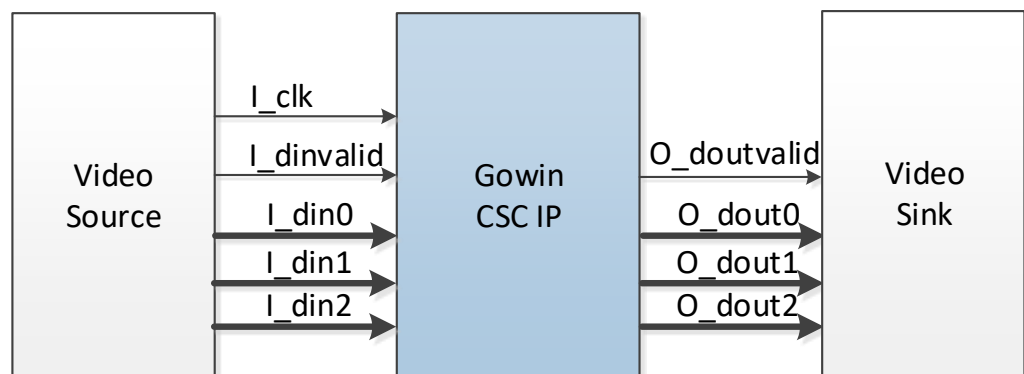 Video
Source
I_clk
I_dinvalid
I_din0
I_din1
I_din2
Gowin
CSC IP
O_doutvalid
O_dout0
O_dout1
O_dout2
Video
Sink